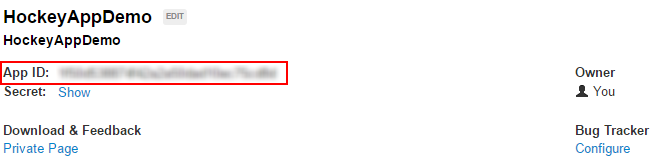 HockeyAppDemo EDIT
HockeyAppDemo
App ID:
Owner
Secret: Show
You
Download & Feedback
Bug Tracker
Private Page
Configure